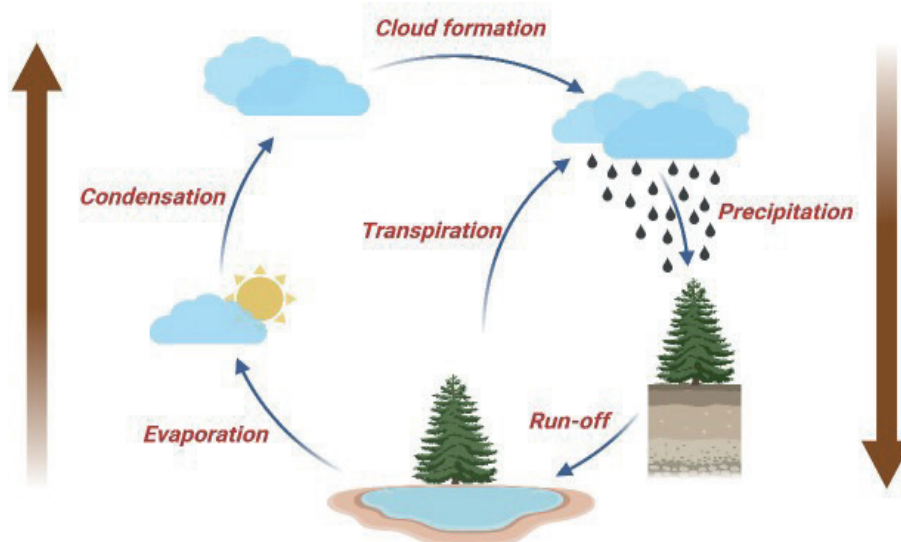 Cloud formation
Condensation
Transpiration
Precipitation
Evaporation
Run-off